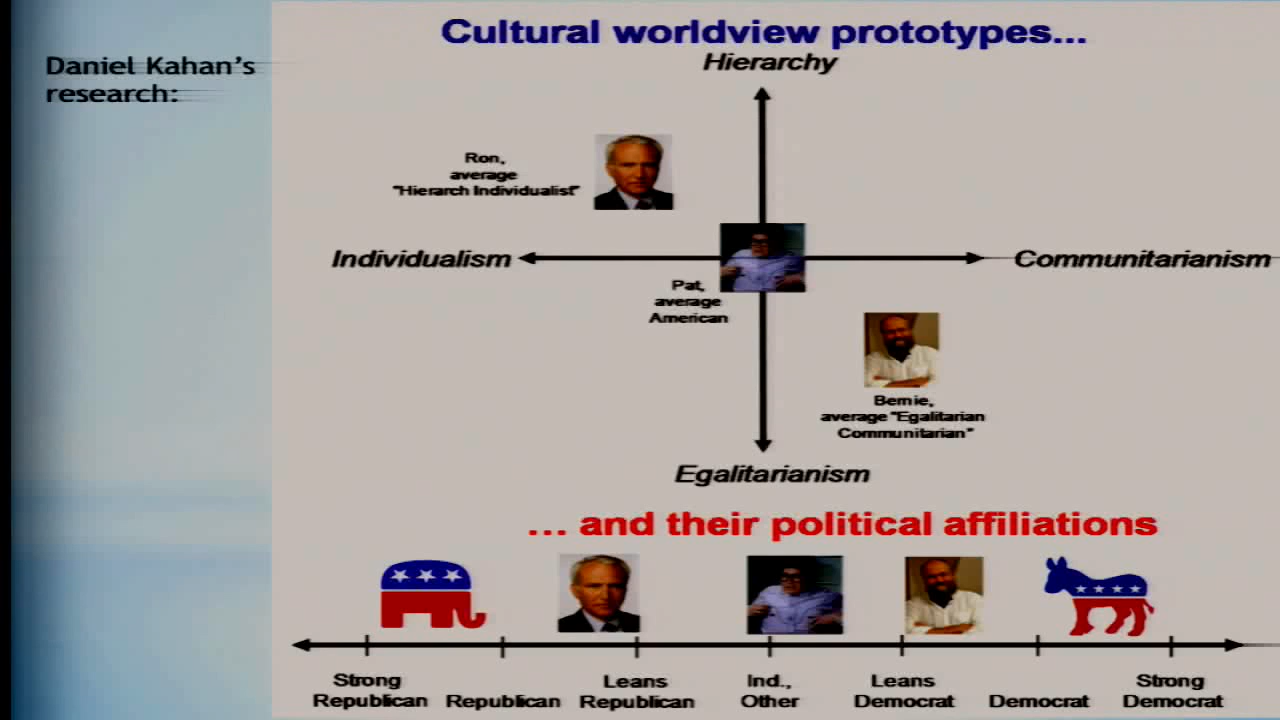 Daniel Kahan's
research:
Cultural worldview prototypes...
Hierarchy
Ron,
average
"Hierarch Individualist"
Individualism
Communitarianism
Pat,
average
American
Bernie,
average "Egalitarian
Communitarian"
Egalitarianism
... and their political affiliations
Strong
Republican
Republican
Leans
Republican
Ind.,
Other
Leans
Democrat
Democrat
Strong
Democrat